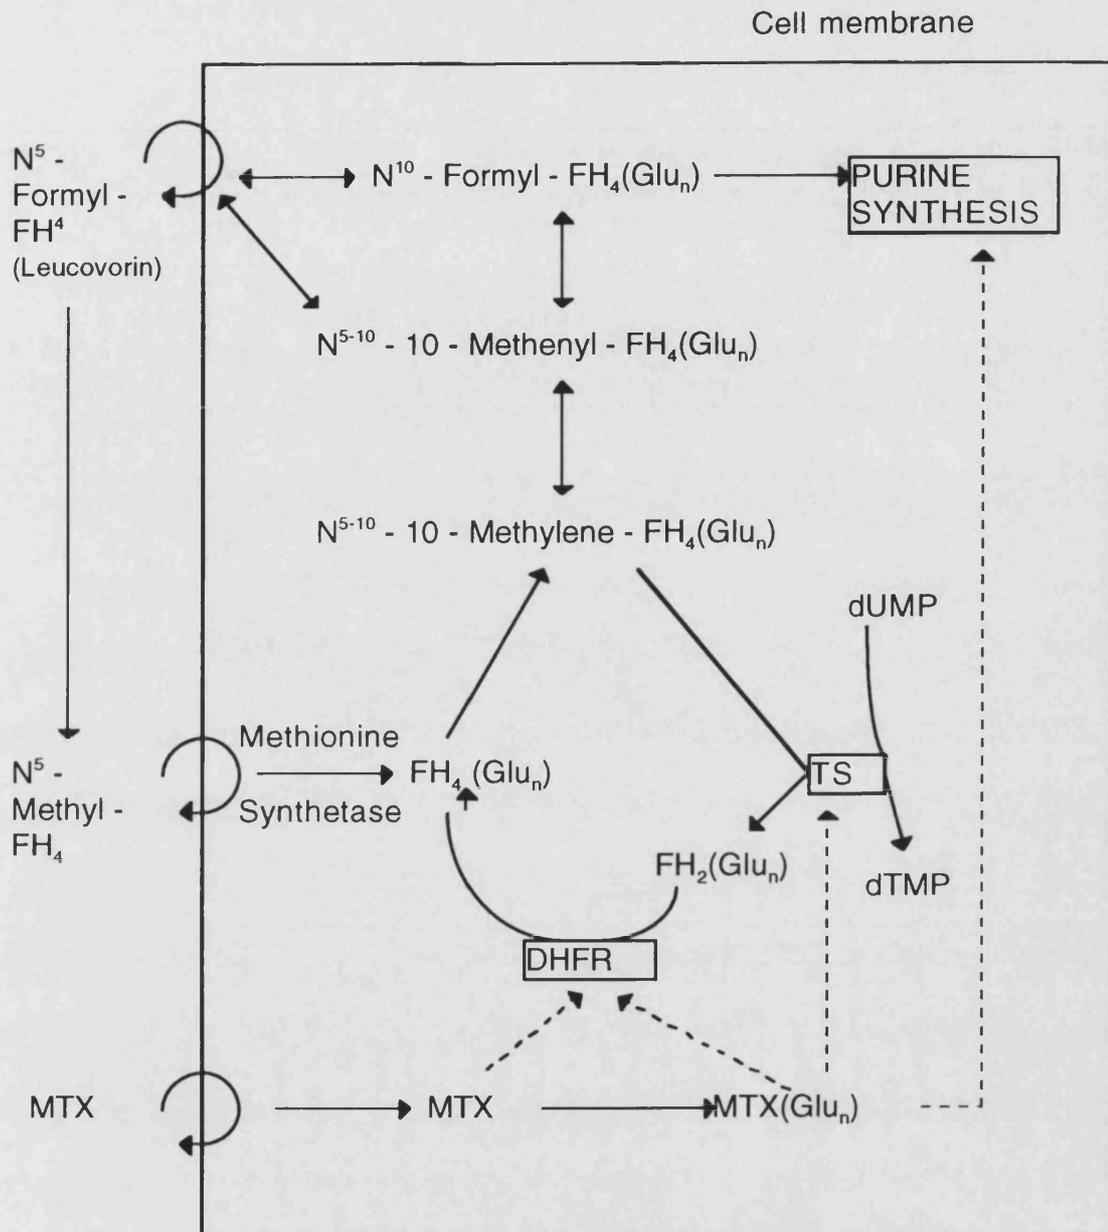 Cell membrane
N⁵ -
Formyl -
FH⁴
(Leucovorin)
N¹⁰ - Formyl - FH₄(Gluₙ)
PURINE
SYNTHESIS
N⁵⁻¹⁰ - 10 - Methenyl - FH₄(Gluₙ)
N⁵⁻¹⁰ - 10 - Methylene - FH₄(Gluₙ)
dUMP
N⁵ -
Methyl -
FH₄
Methionine
Synthetase
FH₄ (Gluₙ)
TS
FH₂(Gluₙ)
dTMP
DHFR
MTX
MTX
MTX(Gluₙ)